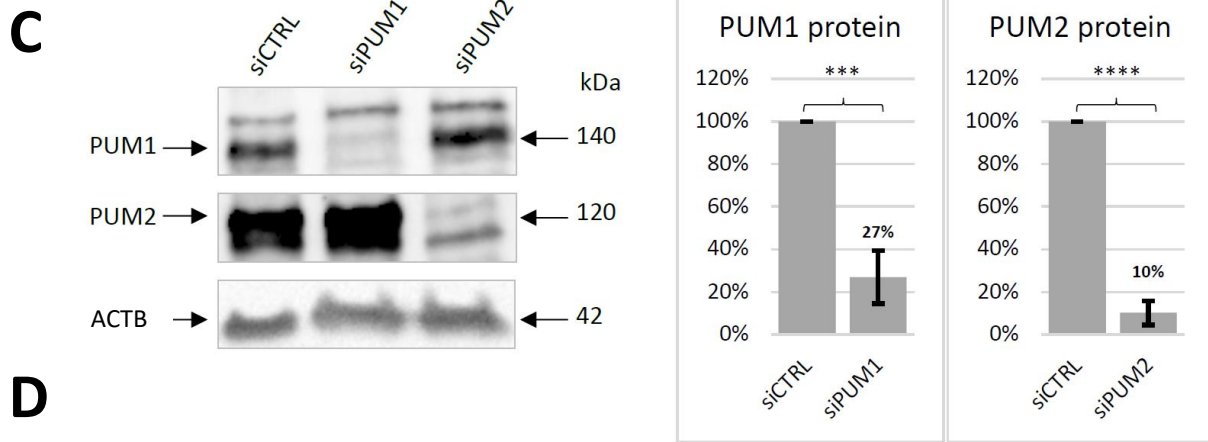 C
siCTRL
siPUM1
siPUM2
kDa
PUM1
140
PUM2
120
ACTB
42
PUM1 protein
120%
***
100%
80%
60%
40%
27%
20%
0%
siCTRL
siPUM1
PUM2 protein
120%
****
100%
80%
60%
40%
20%
10%
0%
siCTRL
siPUM2
D